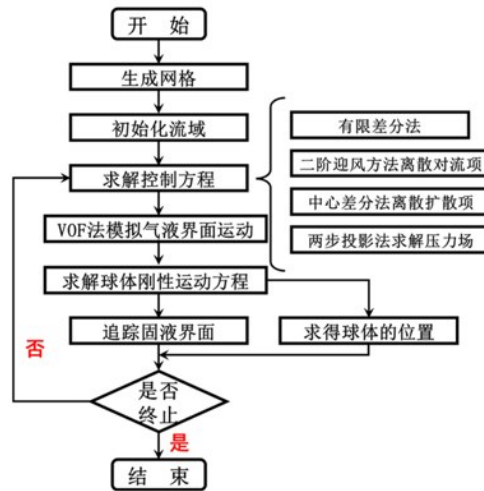 开 始
生成网格
初始化流域
求解控制方程
VOF法模拟气液界面运动
求解球体刚性运动方程
追踪固液界面
求得球体的位置
是否
终止
否
是
结 束
有限差分法
二阶迎风方法离散对流项
中心差分法离散扩散项
两步投影法求解压力场